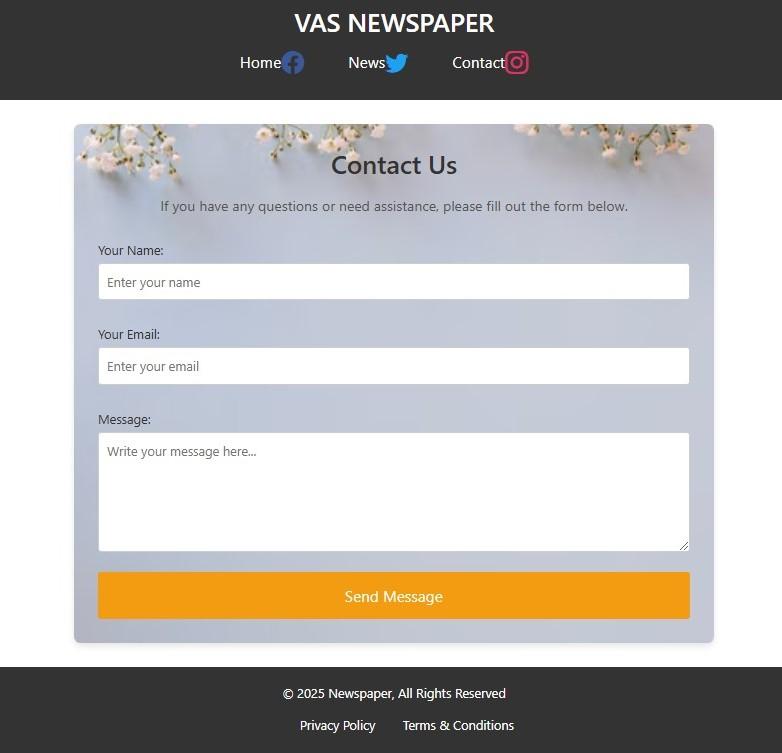 VAS NEWSPAPER
Home News Contact
Contact Us
If you have any questions or need assistance, please fill out the form below.
Your Name:
Enter your name
Your Email:
Enter your email
Message:
Write your message here...
Send Message
© 2025 Newspaper, All Rights Reserved
Privacy Policy Terms & Conditions